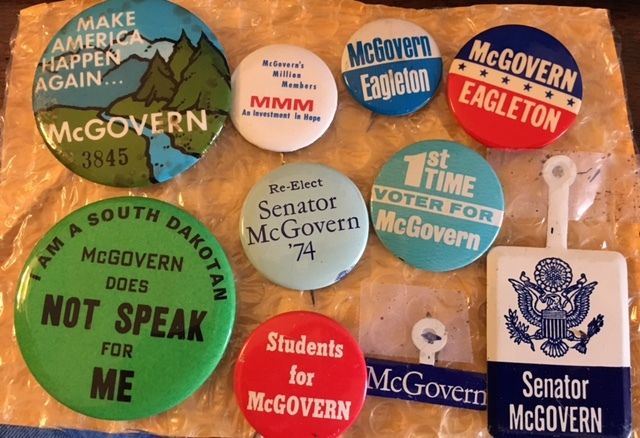 MAKE
AMERICA
HAPPEN
AGAIN...
McGOVERN
3845
McGovern's
Million
Members
MMM
An Investment in Hope
McGovern
Eagleton
McGOVERN
EAGLETON
I AM A SOUTH DAKOTAN
McGOVERN
DOES
NOT SPEAK
FOR
ME
Re-Elect
Senator
McGovern
'74
1st
TIME
VOTER FOR
McGovern
Students
for
McGOVERN
McGovern
Senator
McGOVERN